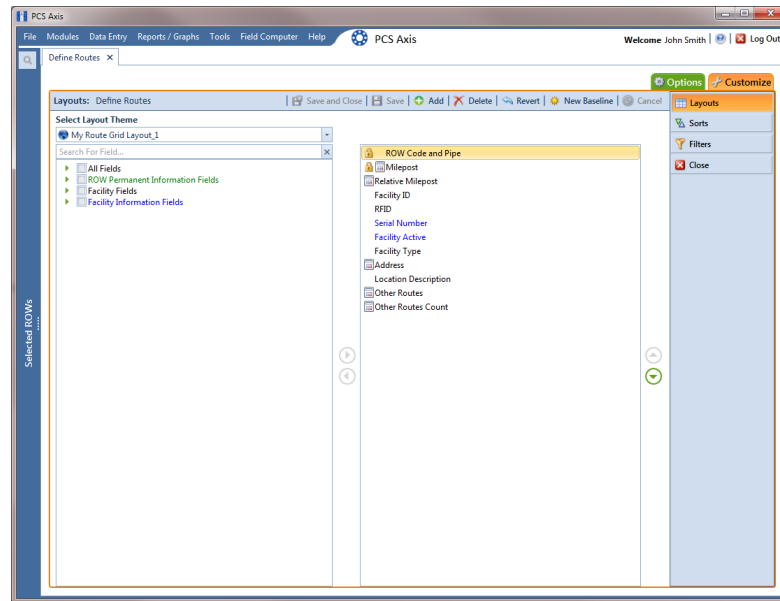 PCS Axis
File Modules Data Entry Reports / Graphs Tools Field Computer Help PCS Axis Welcome John Smith | | Log Out
Define Routes X
Options Customize
Layouts: Define Routes | Save and Close | Save | Add | Delete | Revert | New Baseline | Cancel
Layouts
Select Layout Theme
Sorts
My Route Grid Layout_1
Filters
Search For Field...
ROW Code and Pipe
Close
All Fields
Milepost
ROW Permanent Information Fields
Relative Milepost
Facility Fields
Facility ID
Facility Information Fields
RFID
Serial Number
Facility Active
Facility Type
Address
Location Description
Other Routes
Other Routes Count
Selected ROWs